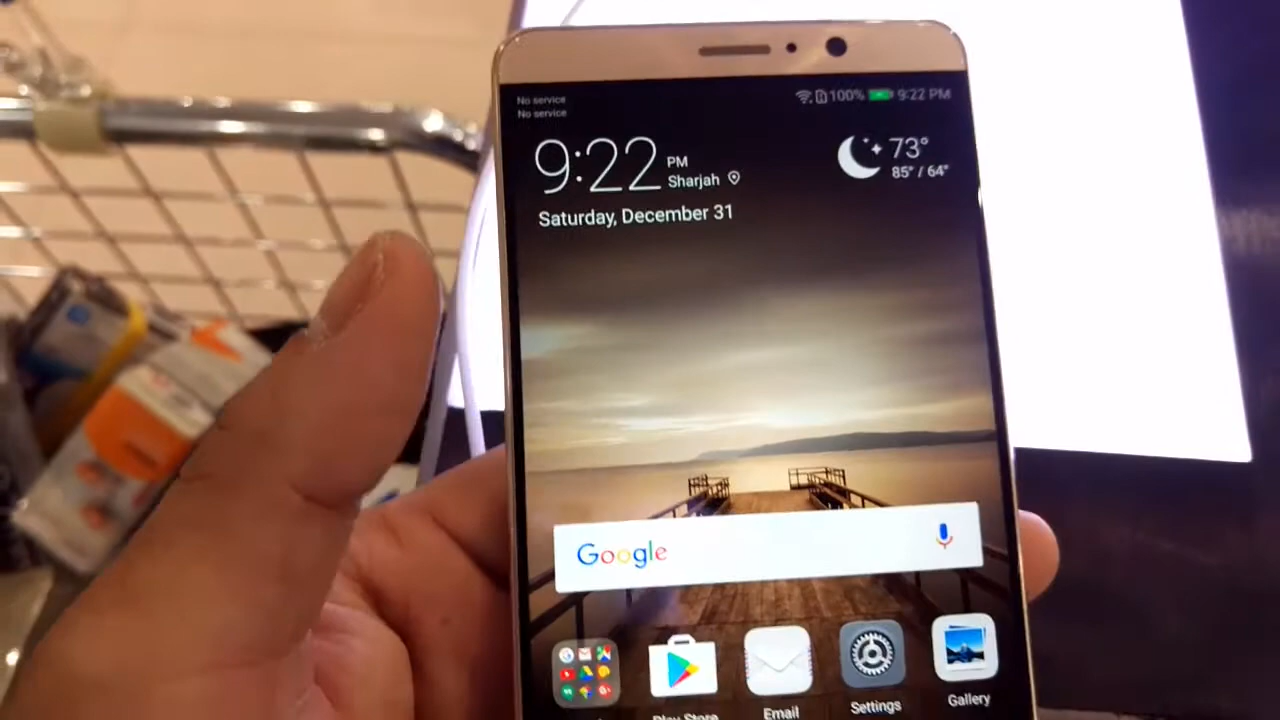 No service
No service
100% 9:22 PM
9:22 PM
Sharjah
Saturday, December 31
73°
85° / 64°
Google
Play Store
Email
Settings
Gallery